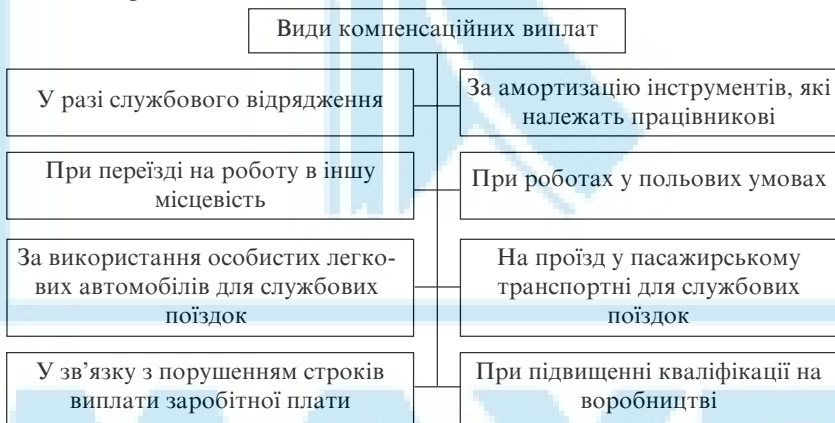 Види компенсаційних виплат
У разі службового відрядження
За амортизацію інструментів, які
належать працівникові
При переїзді на роботу в іншу
місцевість
При роботах у польових умовах
За використання особистих легко-
вих автомобілів для службових
поїздок
На проїзд у пасажирському
транспортні для службових
поїздок
У зв’язку з порушенням строків
виплати заробітної плати
При підвищенні кваліфікації на
воробництві